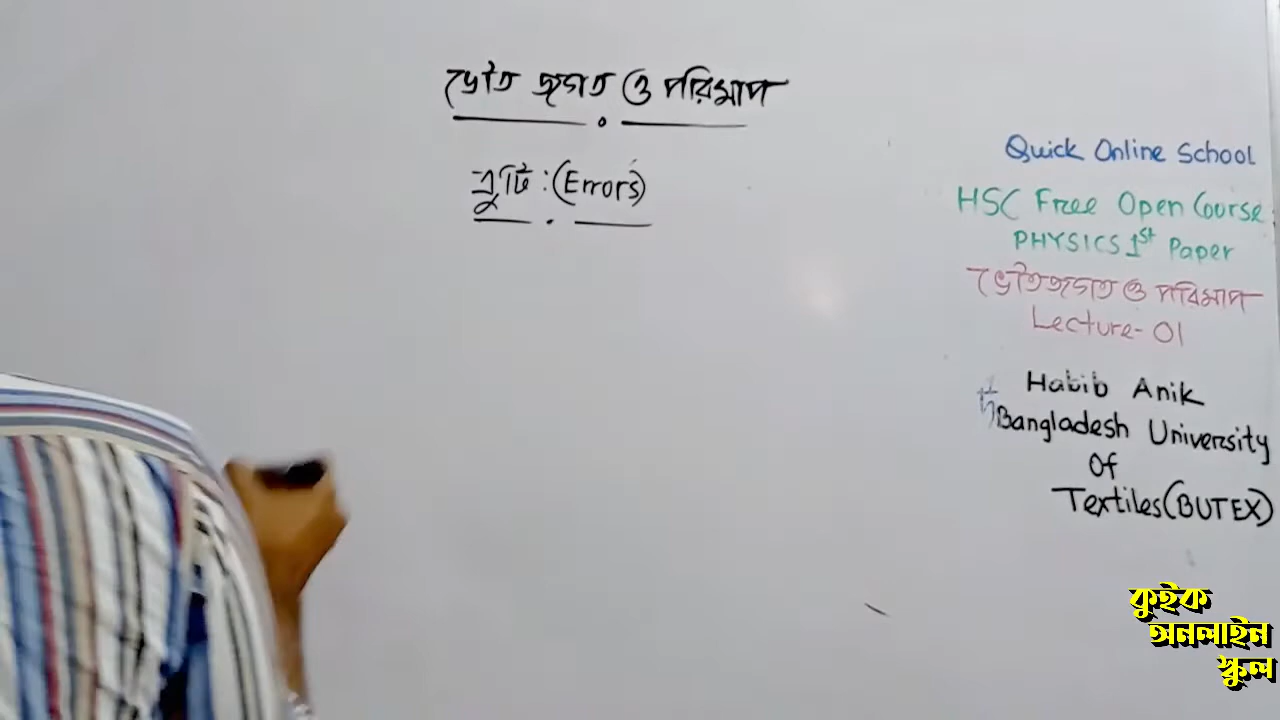 ভৌত জগত ও পরিমাপ
ত্রুটি : (Errors)
Quick Online School
HSC Free Open Course
PHYSICS 1st Paper
ভৌতজগত ও পরিমাপ
Lecture-01
Habib Anik
Bangladesh University
Of
Textiles (BUTEX)
কুইক
অনলাইন
স্কুল